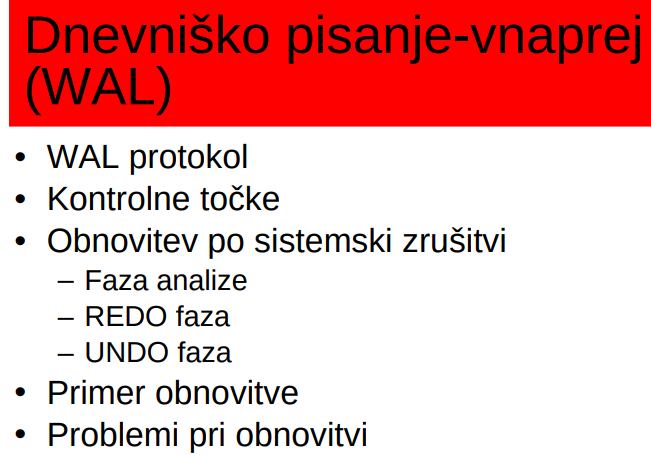 Dnevniško pisanje-vnaprej
(WAL)
• WAL protokol
• Kontrolne točke
• Obnovitev po sistemski zrušitvi
– Faza analize
– REDO faza
– UNDO faza
• Primer obnovitve
• Problemi pri obnovitvi